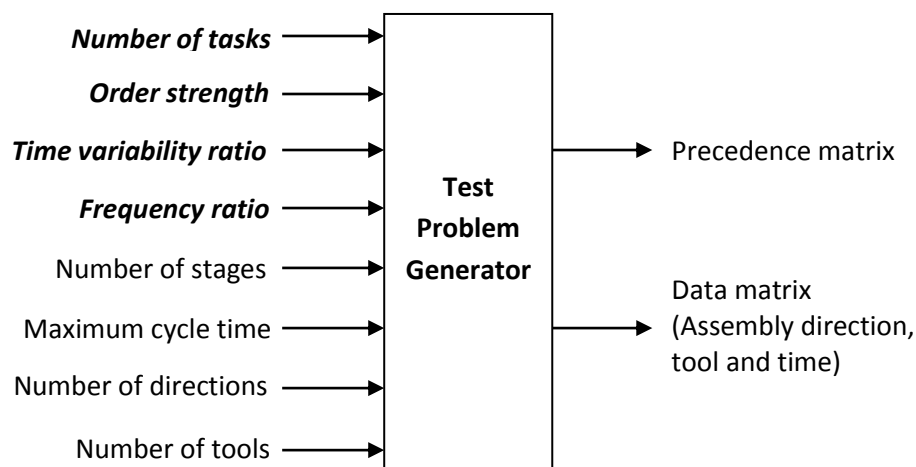 Number of tasks
Order strength
Time variability ratio
Frequency ratio
Number of stages
Maximum cycle time
Number of directions
Number of tools
Test
Problem
Generator
Precedence matrix
Data matrix
(Assembly direction,
tool and time)